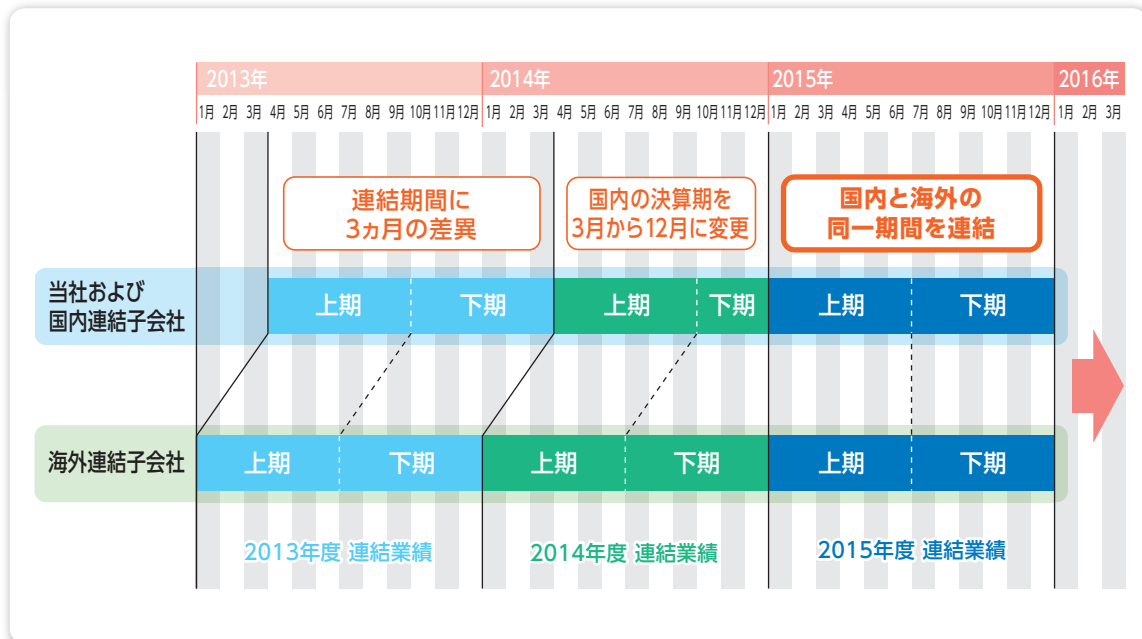 2013年 2014年 2015年 2016年
1月 2月 3月 4月 5月 6月 7月 8月 9月 10月 11月 12月 1月 2月 3月 4月 5月 6月 7月 8月 9月 10月 11月 12月 1月 2月 3月 4月 5月 6月 7月 8月 9月 10月 11月 12月 1月 2月 3月
連結期間に
3ヵ月の差異
国内の決算期を
3月から12月に変更
国内と海外の
同一期間を連結
当社および
国内連結子会社
上期 下期 上期 下期 上期 下期
海外連結子会社
上期 下期 上期 下期 上期 下期
2013年度 連結業績 2014年度 連結業績 2015年度 連結業績